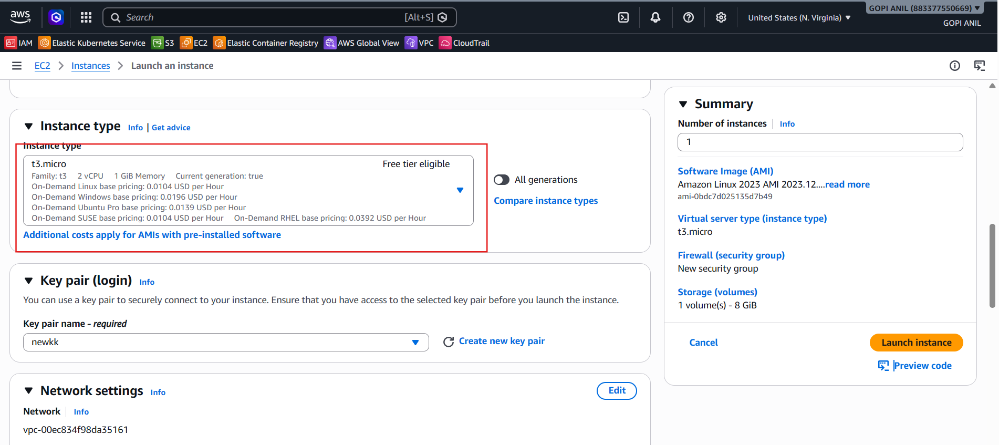 aws
Search [Alt+S]
United States (N. Virginia)
GOPI ANIL (883377550669)
GOPI ANIL
IAM Elastic Kubernetes Service S3 EC2 Elastic Container Registry AWS Global View VPC CloudTrail
EC2 Instances Launch an instance
Instance type Info | Get advice
Instance type
t3.micro Free tier eligible
Family: t3 2 vCPU 1 GiB Memory Current generation: true
On-Demand Linux base pricing: 0.0104 USD per Hour
On-Demand Windows base pricing: 0.0196 USD per Hour
On-Demand Ubuntu Pro base pricing: 0.0139 USD per Hour
On-Demand SUSE base pricing: 0.0104 USD per Hour On-Demand RHEL base pricing: 0.0392 USD per Hour
All generations
Compare instance types
Additional costs apply for AMIs with pre-installed software
Key pair (login) Info
You can use a key pair to securely connect to your instance. Ensure that you have access to the selected key pair before you launch the instance.
Key pair name - required
newkk
Create new key pair
Network settings Info
Edit
Network Info
vpc-00ec834f98da35161
Summary
Number of instances Info
1
Software Image (AMI)
Amazon Linux 2023 AMI 2023.12....read more
ami-0bdc7d025135d7b49
Virtual server type (instance type)
t3.micro
Firewall (security group)
New security group
Storage (volumes)
1 volume(s) - 8 GiB
Cancel
Launch instance
Preview code